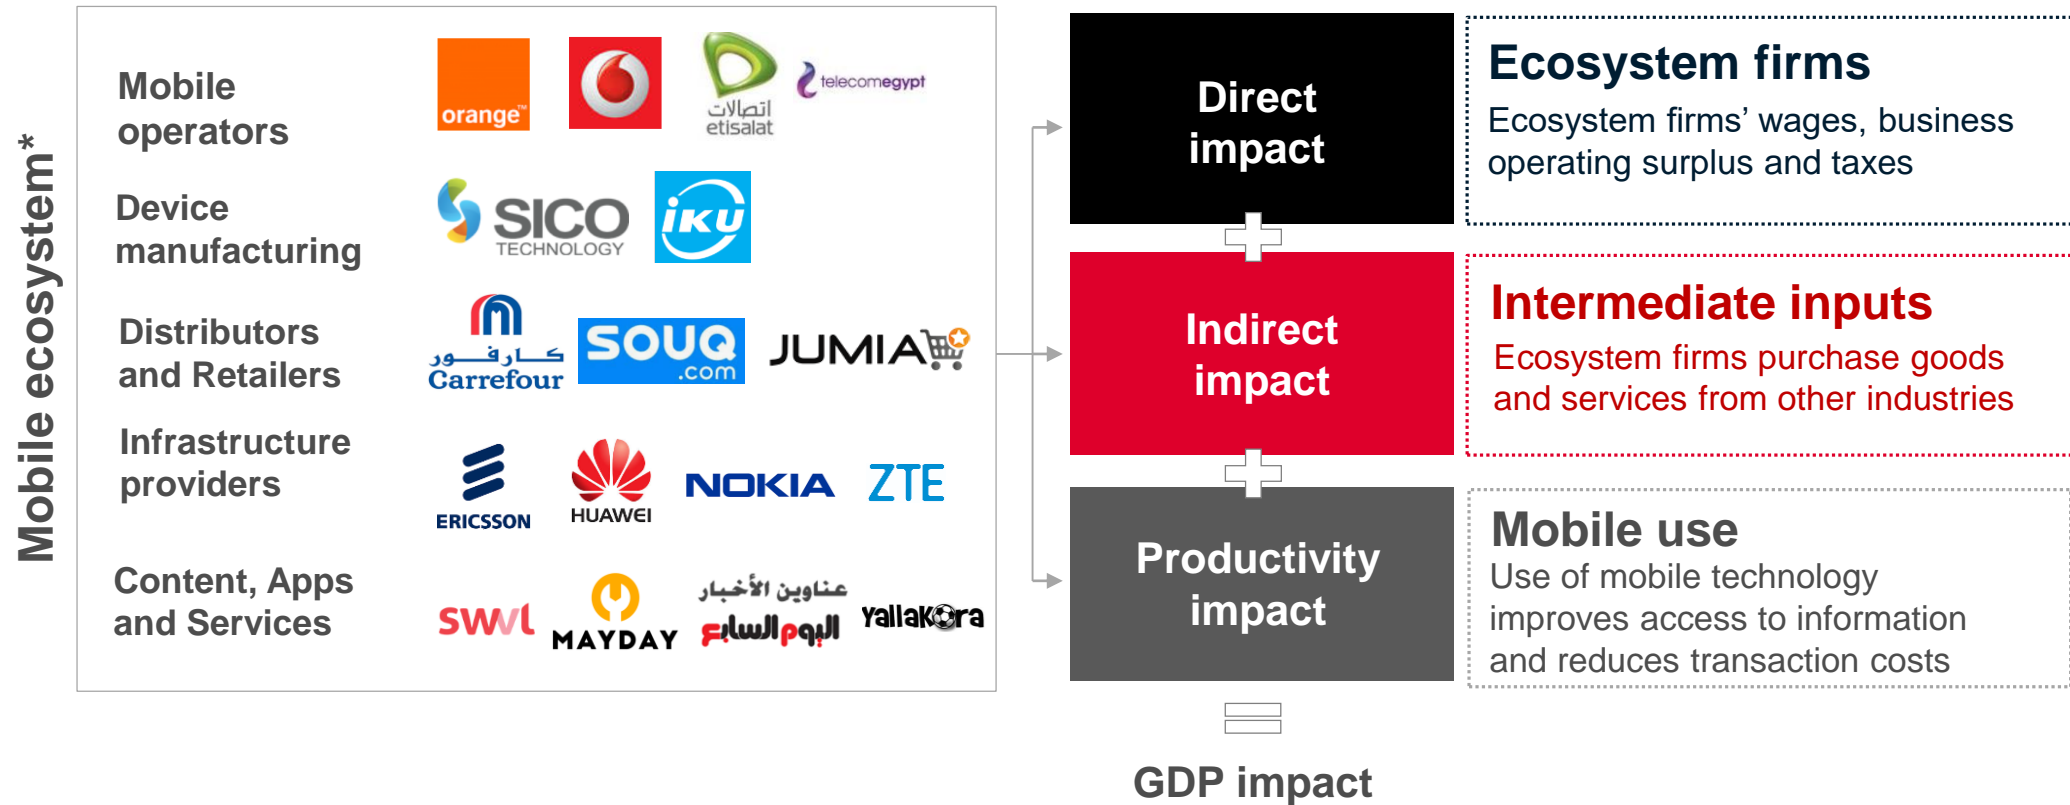 Mobile ecosystem*
Mobile
operators
orange™
اتصالات
etisalat
telecomegypt
Device
manufacturing
SICO
TECHNOLOGY
iKU
Distributors
and Retailers
كارفور
Carrefour
SOUQ
.com
JUMIA
Infrastructure
providers
ERICSSON
HUAWEI
NOKIA
ZTE
Content, Apps
and Services
SWVL
MAYDAY
عناوين الأخبار
اليوم السابع
Yallakora
Direct
impact
Indirect
impact
Productivity
impact
GDP impact
Ecosystem firms
Ecosystem firms’ wages, business
operating surplus and taxes
Intermediate inputs
Ecosystem firms purchase goods
and services from other industries
Mobile use
Use of mobile technology
improves access to information
and reduces transaction costs